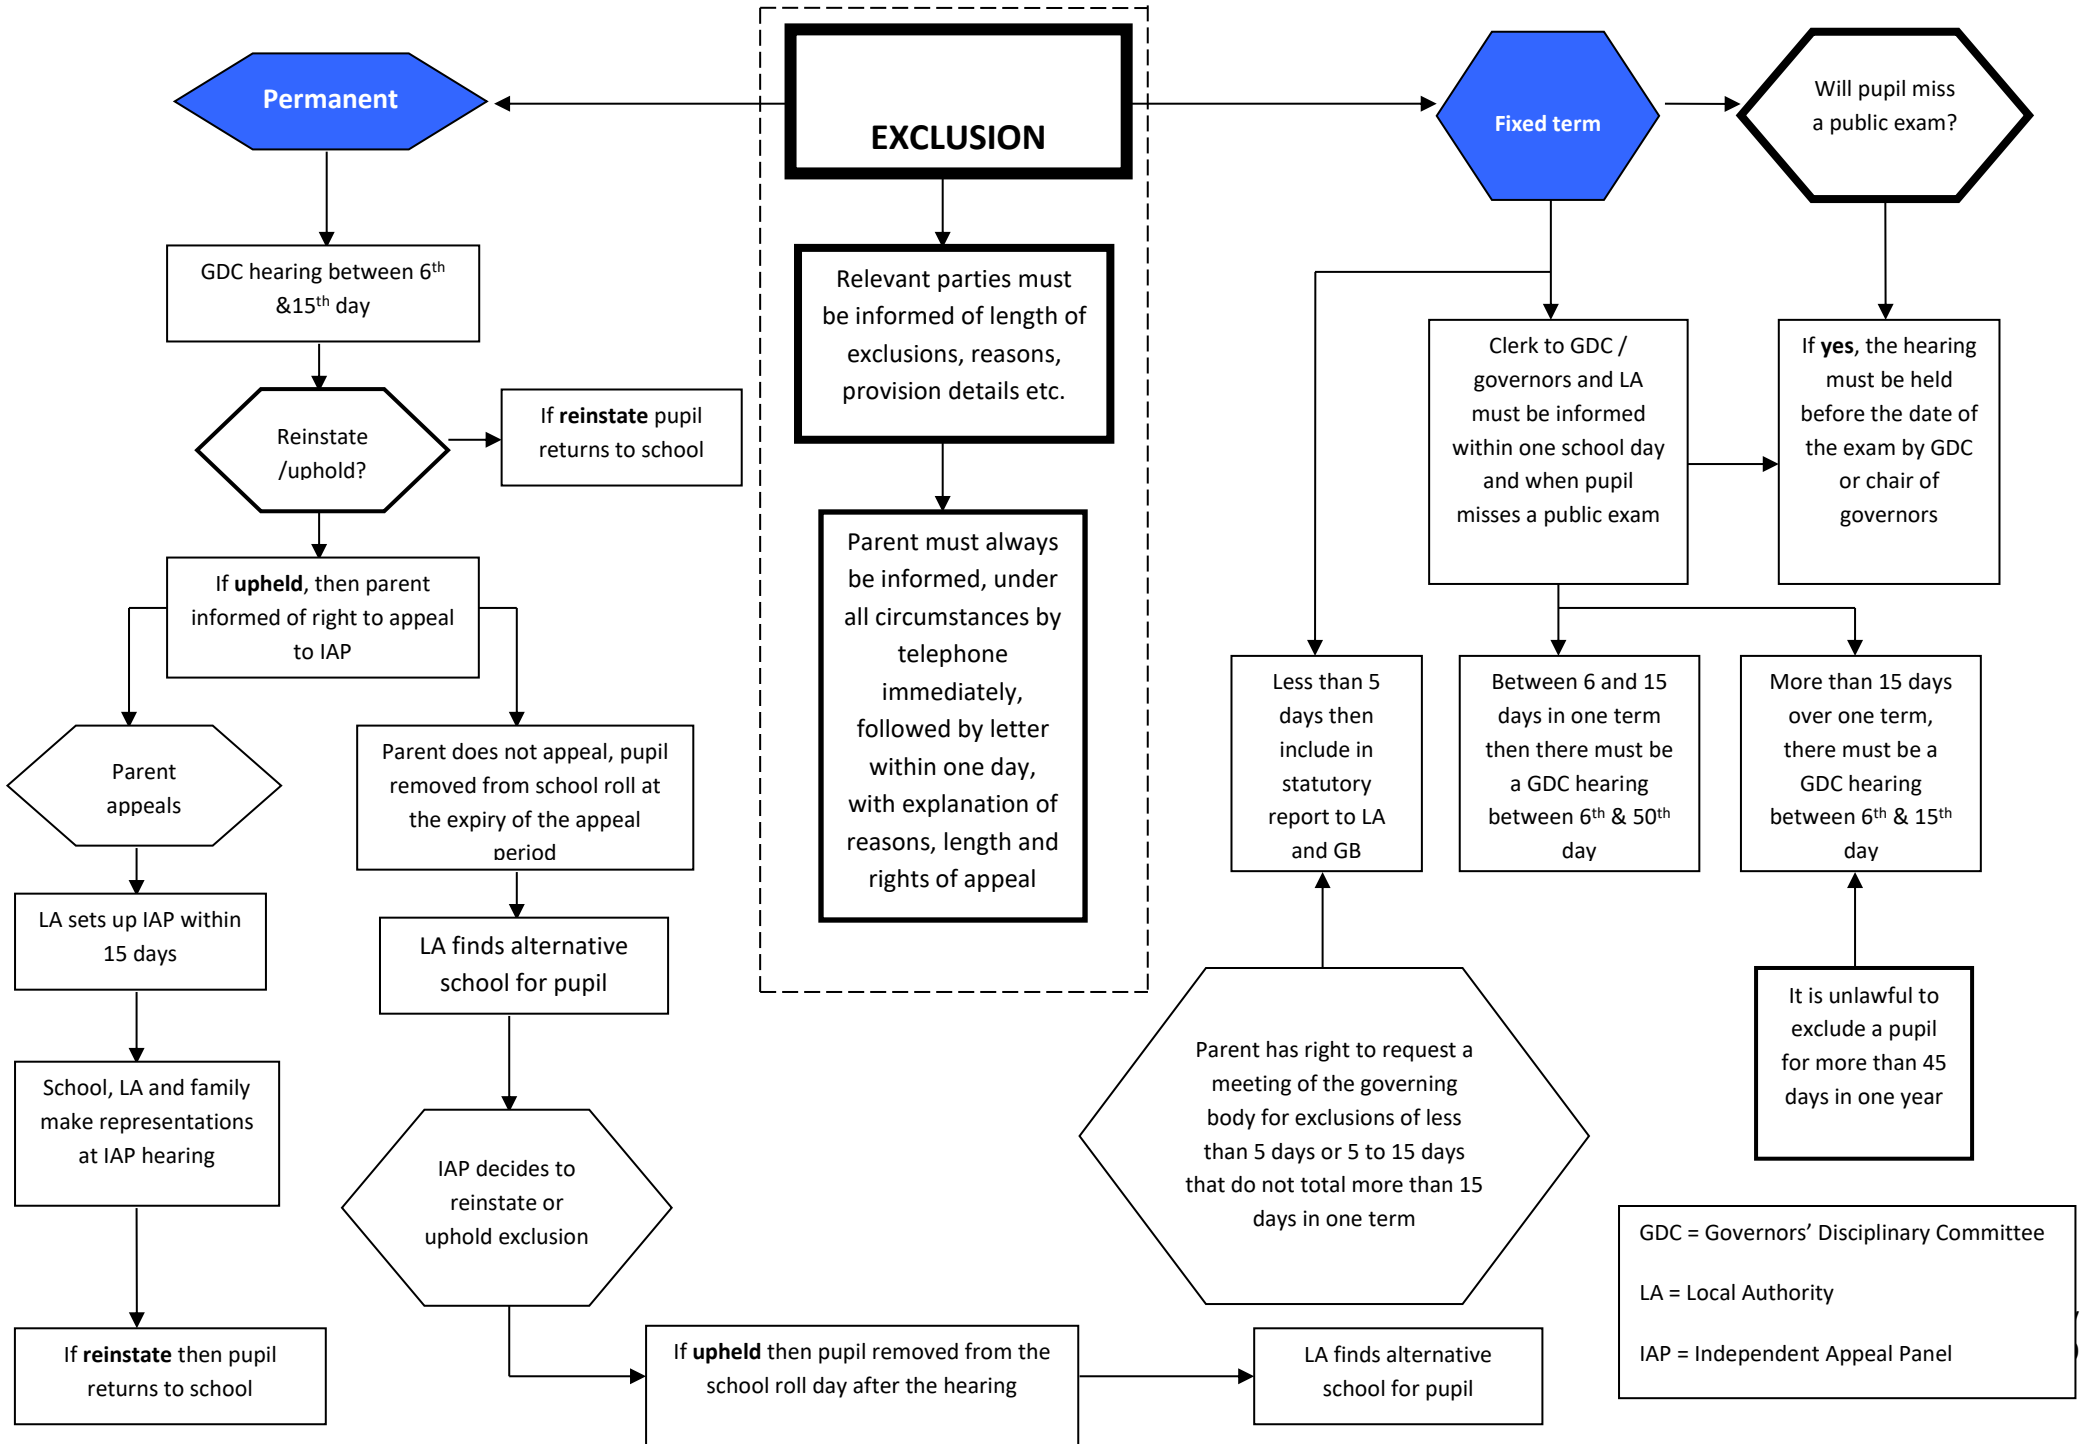 Permanent
EXCLUSION
Fixed term
Will pupil miss
a public exam?
GDC hearing between 6th
&15th day
Reinstate
/uphold?
If reinstate pupil
returns to school
If upheld, then parent
informed of right to appeal
to IAP
Parent
appeals
Parent does not appeal, pupil
removed from school roll at
the expiry of the appeal
period
LA sets up IAP within
15 days
LA finds alternative
school for pupil
School, LA and family
make representations
at IAP hearing
IAP decides to
reinstate or
uphold exclusion
If reinstate then pupil
returns to school
If upheld then pupil removed from the
school roll day after the hearing
LA finds alternative
school for pupil
Relevant parties must
be informed of length of
exclusions, reasons,
provision details etc.
Parent must always
be informed, under
all circumstances by
telephone
immediately,
followed by letter
within one day,
with explanation of
reasons, length and
rights of appeal
Clerk to GDC /
governors and LA
must be informed
within one school day
and when pupil
misses a public exam
If yes, the hearing
must be held
before the date of
the exam by GDC
or chair of
governors
Less than 5
days then
include in
statutory
report to LA
and GB
Between 6 and 15
days in one term
then there must be
a GDC hearing
between 6th & 50th
day
More than 15 days
over one term,
there must be a
GDC hearing
between 6th & 15th
day
Parent has right to request a
meeting of the governing
body for exclusions of less
than 5 days or 5 to 15 days
that do not total more than 15
days in one term
It is unlawful to
exclude a pupil
for more than 45
days in one year
GDC = Governors’ Disciplinary Committee
LA = Local Authority
IAP = Independent Appeal Panel